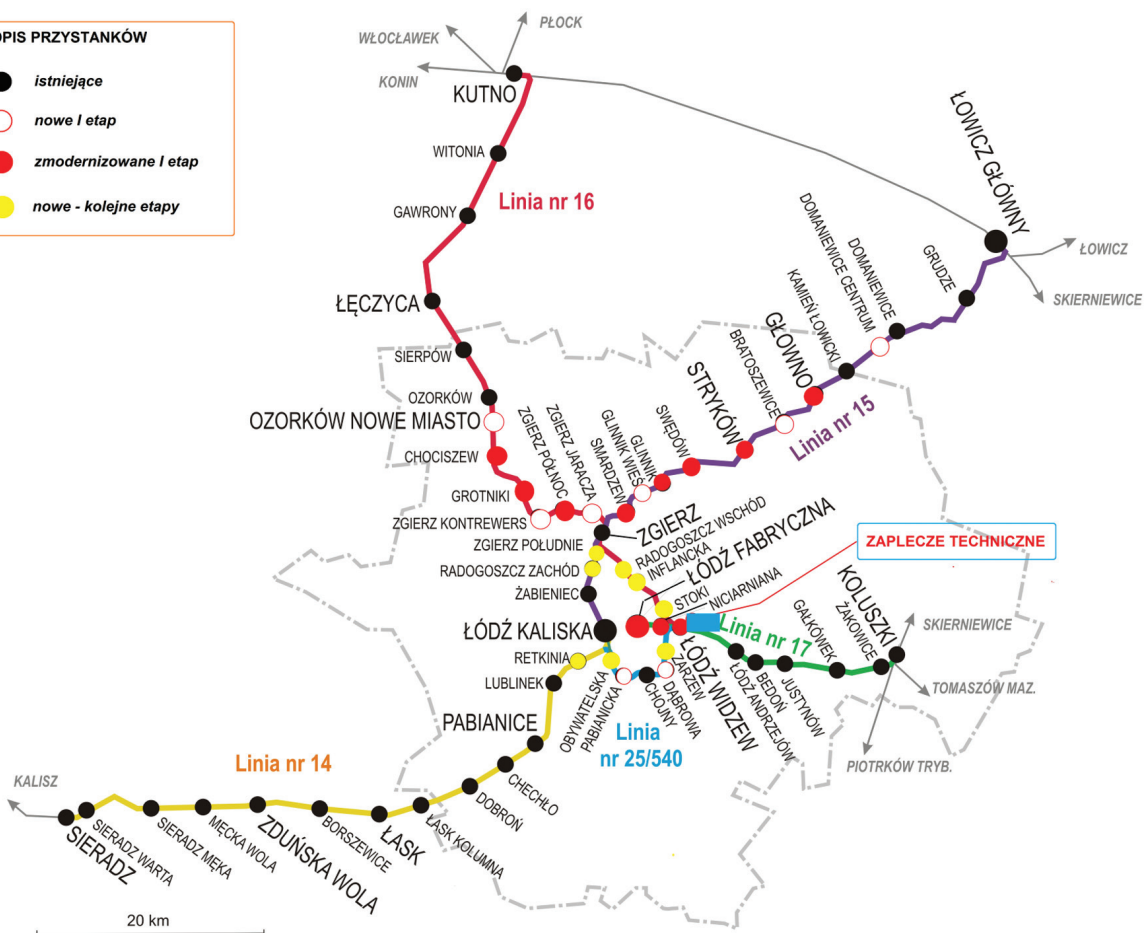 OPIS PRZYSTANKÓW
istniejące
nowe I etap
zmodernizowane I etap
nowe - kolejne etapy
WŁOCŁAWEK
PŁOCK
KONIN
KUTNO
WITONIA
Linia nr 16
GAWRONY
ŁĘCZYCA
SIERPÓW
OZORKÓW
OZORKÓW NOWE MIASTO
CHOCISZEW
GROTNIKI
ZGIERZ KONTREWERS
ZGIERZ PÓŁNOC
ZGIERZ JARACZA
ŁOWICZ GŁÓWNY
ŁOWICZ
SKIERNIEWICE
GRUDZE
DOMANIEWICE
DOMANIEWICE CENTRUM
KAMIEŃ ŁOWICKI
GŁOWNO
BRATOSZEWICE
Linia nr 15
STRYKÓW
SWĘDÓW
GLINNIK
GLINNIK WIEŚ
SMARDZEW
ZGIERZ
ZGIERZ POŁUDNIE
RADOGOSZCZ ZACHÓD
ŻABIENIEC
RADOGOSZCZ WSCHÓD
INFLANCKA
ŁÓDŹ FABRYCZNA
STOKI
NICIARNIANA
ZAPLECZE TECHNICZNE
ŁÓDŹ KALISKA
ŁÓDŹ WIDZEW
Linia nr 17
ŁÓDŹ ANDRZEJÓW
BEDOŃ
JUSTYNÓW
GAŁKÓWEK
ŻAKOWICE
KOLUSZKI
SKIERNIEWICE
TOMASZÓW MAZ.
PIOTRKÓW TRYB.
RETKINIA
LUBLINEK
OBYWATELSKA
PABIANICKA
CHOJNY
DĄBROWA
ZARZEW
Linia
nr 25/540
PABIANICE
CHECHŁO
DOBROŃ
Linia nr 14
ŁASK KOLUMNA
ŁASK
BORSZEWICE
ZDUŃSKA WOLA
MĘCKA WOLA
SIERADZ MĘKA
SIERADZ WARTA
SIERADZ
KALISZ
20 km